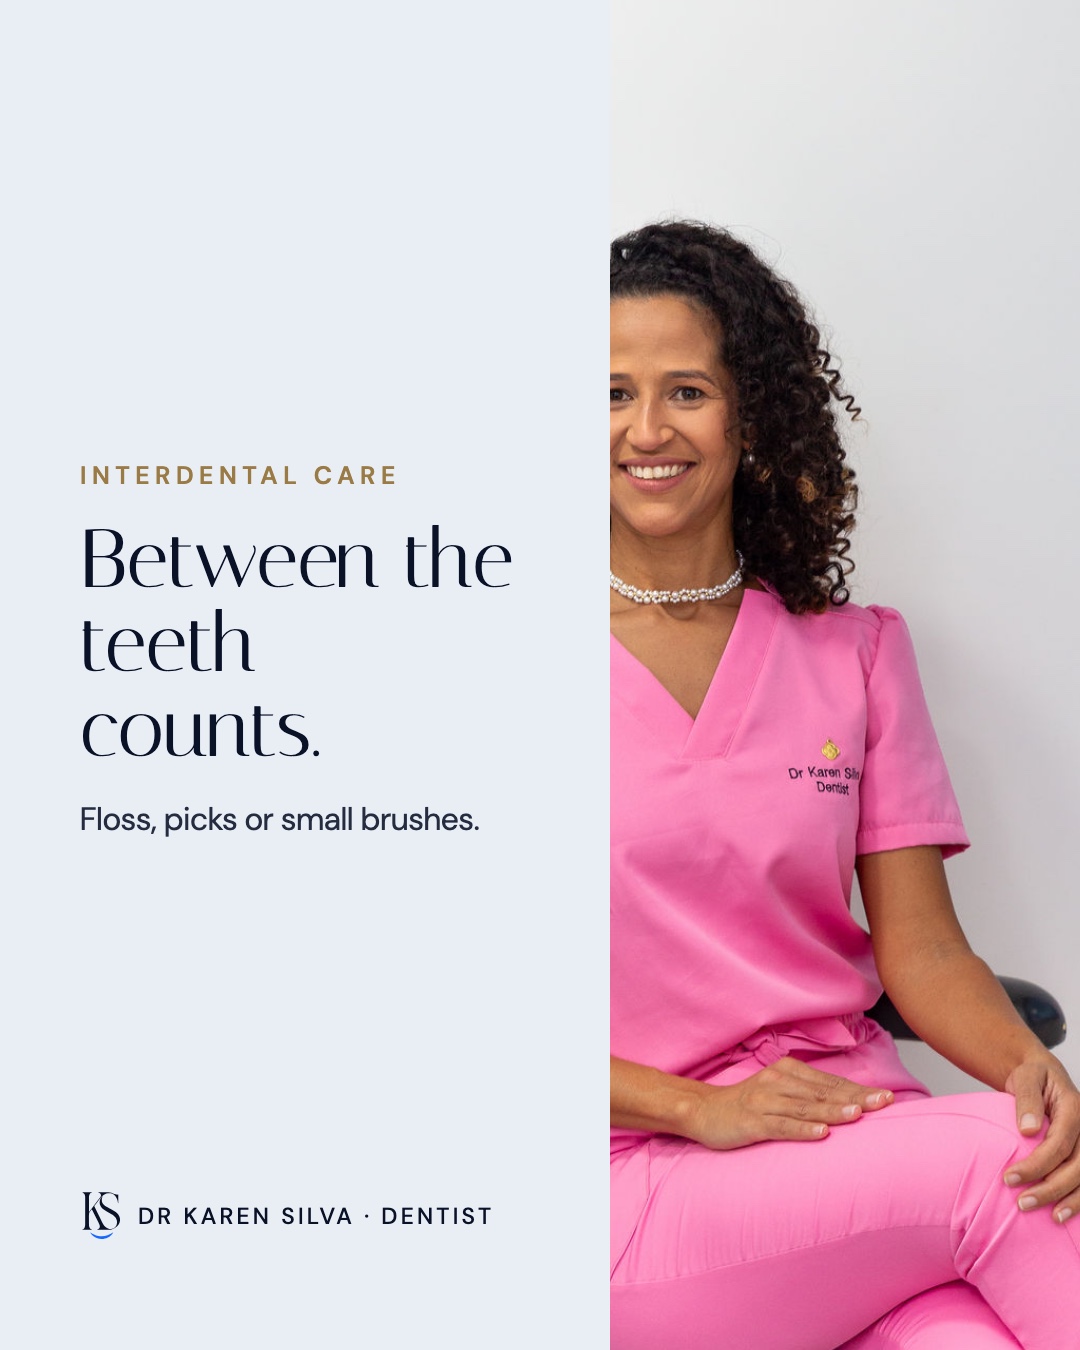 INTERDENTAL CARE
Between the
teeth
counts.
Floss, picks or small brushes.
KS DR KAREN SILVA · DENTIST
Dr Karen Silva
Dentist